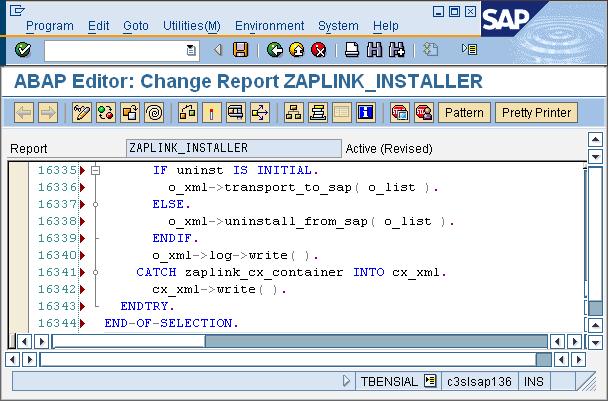 Program Edit Goto Utilities(M) Environment System Help
SAP
ABAP Editor: Change Report ZAPLINK_INSTALLER
Pattern Pretty Printer
Report ZAPLINK_INSTALLER Active (Revised)
16335 IF uninst IS INITIAL.
16336 o_xml->transport_to_sap( o_list ).
16337 ELSE.
16338 o_xml->uninstall_from_sap( o_list ).
16339 ENDIF.
16340 o_xml->log->write( ).
16341 CATCH zaplink_cx_container INTO cx_xml.
16342 cx_xml->write( ).
16343 ENDTRY.
16344 END-OF-SELECTION.
TBENSIAL c3slsap136 INS